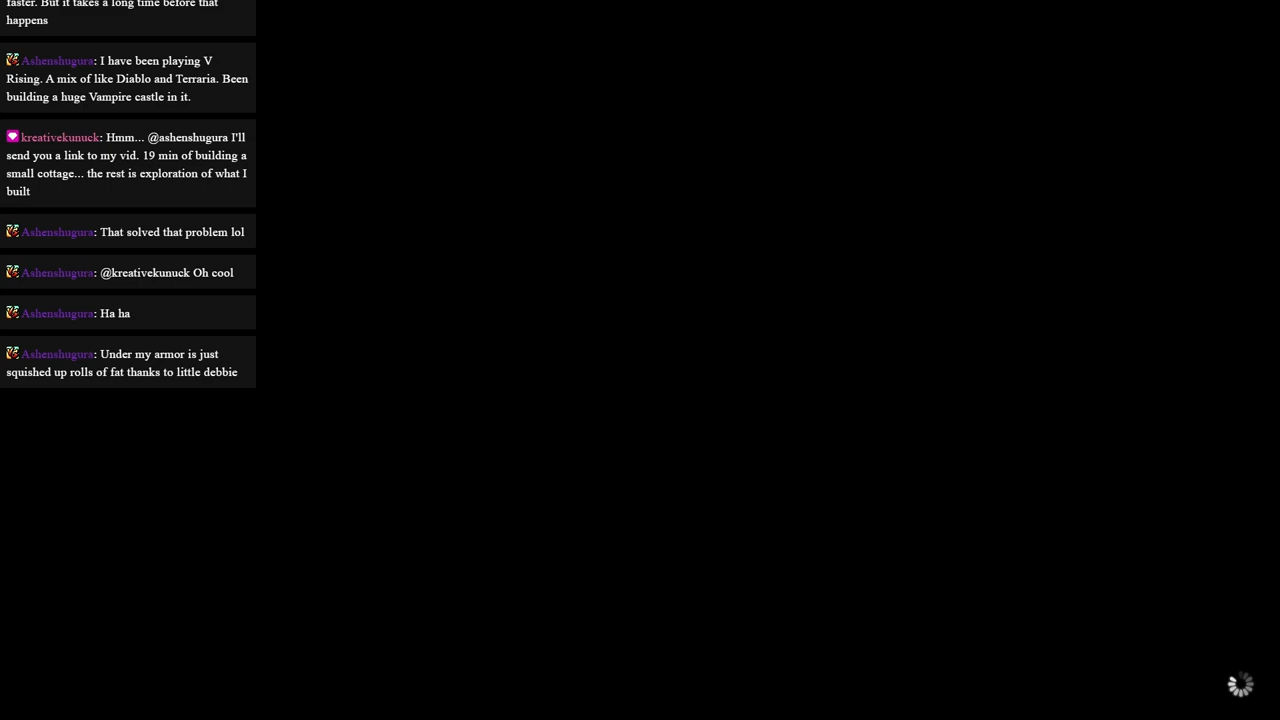 faster. But it takes a long time before that
happens
Ashenshugura: I have been playing V
Rising. A mix of like Diablo and Terraria. Been
building a huge Vampire castle in it.
kreativekunuck: Hmm... @ashenshugura I'll
send you a link to my vid. 19 min of building a
small cottage... the rest is exploration of what I
built
Ashenshugura: That solved that problem lol
Ashenshugura: @kreativekunuck Oh cool
Ashenshugura: Ha ha
Ashenshugura: Under my armor is just
squished up rolls of fat thanks to little debbie